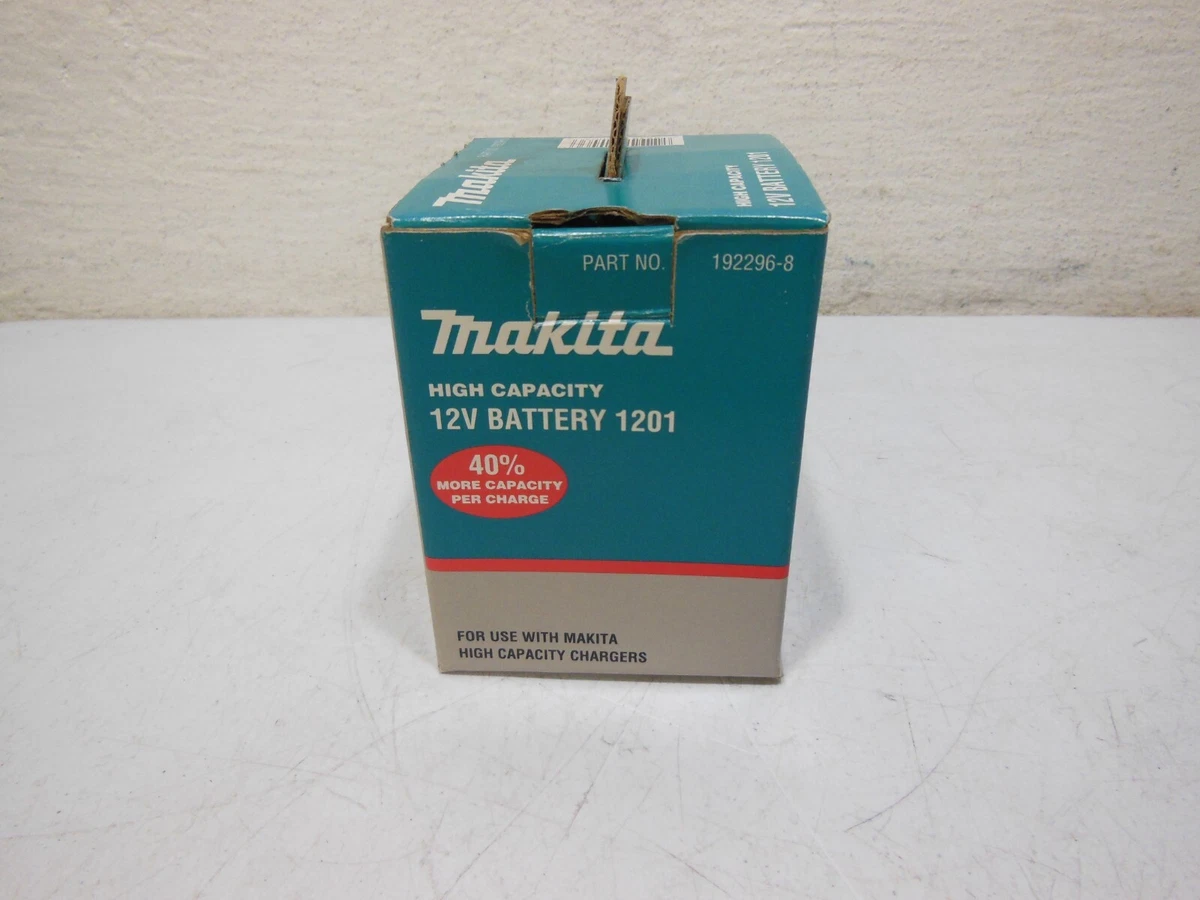 Makita
HIGH CAPACITY
12V BATTERY 1201
PART NO. 192296-8
Makita
HIGH CAPACITY
12V BATTERY 1201
40%
MORE CAPACITY
PER CHARGE
FOR USE WITH MAKITA
HIGH CAPACITY CHARGERS